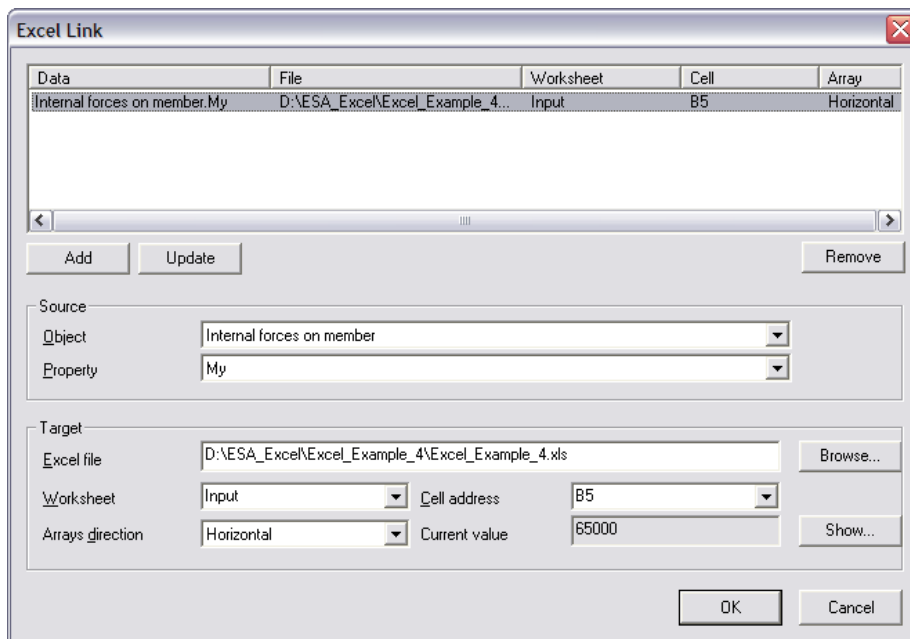 Excel Link
Data File Worksheet Cell Array
Internal forces on member.My D:\ESA_Excel\Excel_Example_4... Input B5 Horizontal
Add Update Remove
Source
Object Internal forces on member
Property My
Target
Excel file D:\ESA_Excel\Excel_Example_4\Excel_Example_4.xls Browse...
Worksheet Input Cell address B5
Arrays direction Horizontal Current value 65000 Show...
OK Cancel